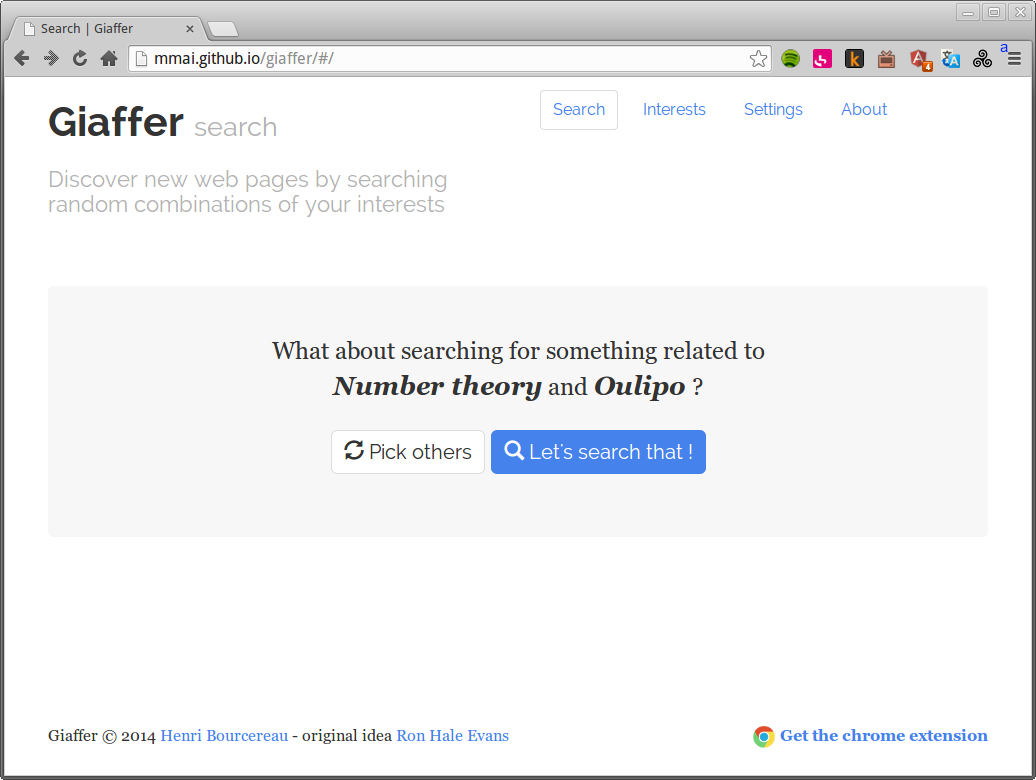 Search | Giaffer
mmai.github.io/giaffer/#/
4
a
Giaffer search
Search Interests Settings About
Discover new web pages by searching
random combinations of your interests
What about searching for something related to
Number theory and Oulipo ?
Pick others Let's search that !
Giaffer © 2014 Henri Bourcereau - original idea Ron Hale Evans
Get the chrome extension